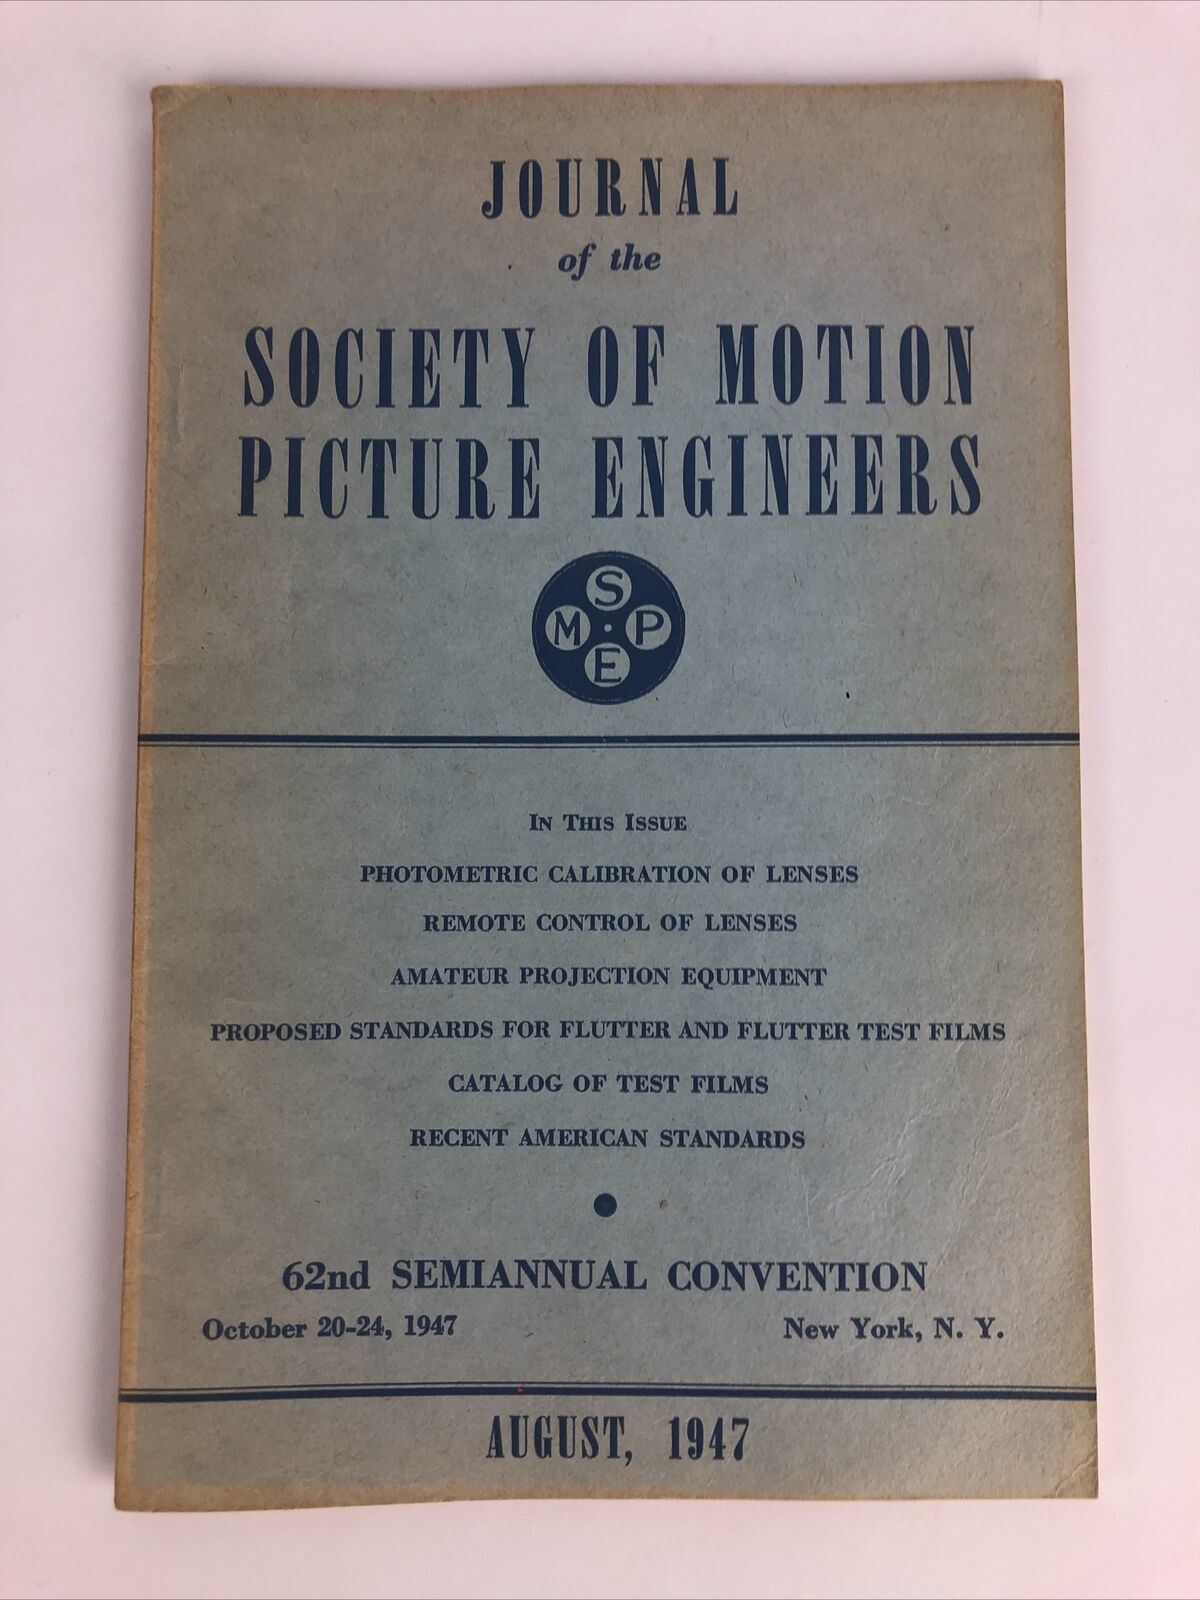 JOURNAL
of the
SOCIETY OF MOTION
PICTURE ENGINEERS
S
M P
E
IN THIS ISSUE
PHOTOMETRIC CALIBRATION OF LENSES
REMOTE CONTROL OF LENSES
AMATEUR PROJECTION EQUIPMENT
PROPOSED STANDARDS FOR FLUTTER AND FLUTTER TEST FILMS
CATALOG OF TEST FILMS
RECENT AMERICAN STANDARDS
62nd SEMIANNUAL CONVENTION
October 20-24, 1947 New York, N. Y.
AUGUST, 1947